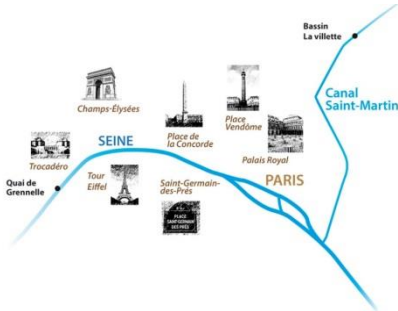 Bassin
La villette
Canal
Saint-Martin
Champs-Élysées
Place de
la Concorde
Place
Vendôme
Palais Royal
SEINE
Trocadéro
Tour
Eiffel
Saint-Germain-
des-Prés
PARIS
Quai de
Grennelle
PLACE
SAINT GERMAIN
DES PRÉS